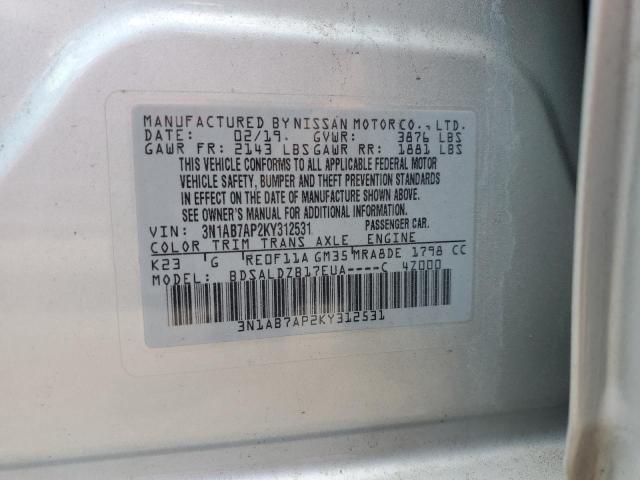 MANUFACTURED BY NISSAN MOTOR CO., LTD.
DATE: 02/19. GVWR: 3876 LBS
GAWR FR: 2143 LBS GAWR RR: 1881 LBS
THIS VEHICLE CONFORMS TO ALL APPLICABLE FEDERAL MOTOR
VEHICLE SAFETY, BUMPER AND THEFT PREVENTION STANDARDS
IN EFFECT ON THE DATE OF MANUFACTURE SHOWN ABOVE.
SEE OWNER'S MANUAL FOR ADDITIONAL INFORMATION.
VIN: 3N1AB7AP2KY312531 PASSENGER CAR.
COLOR TRIM TRANS AXLE ENGINE
K23 G RE0F11A GM35 MRA8DE 1798 CC
MODEL: BDSALDZB17EUA----C 4Z000
3N1AB7AP2KY312531